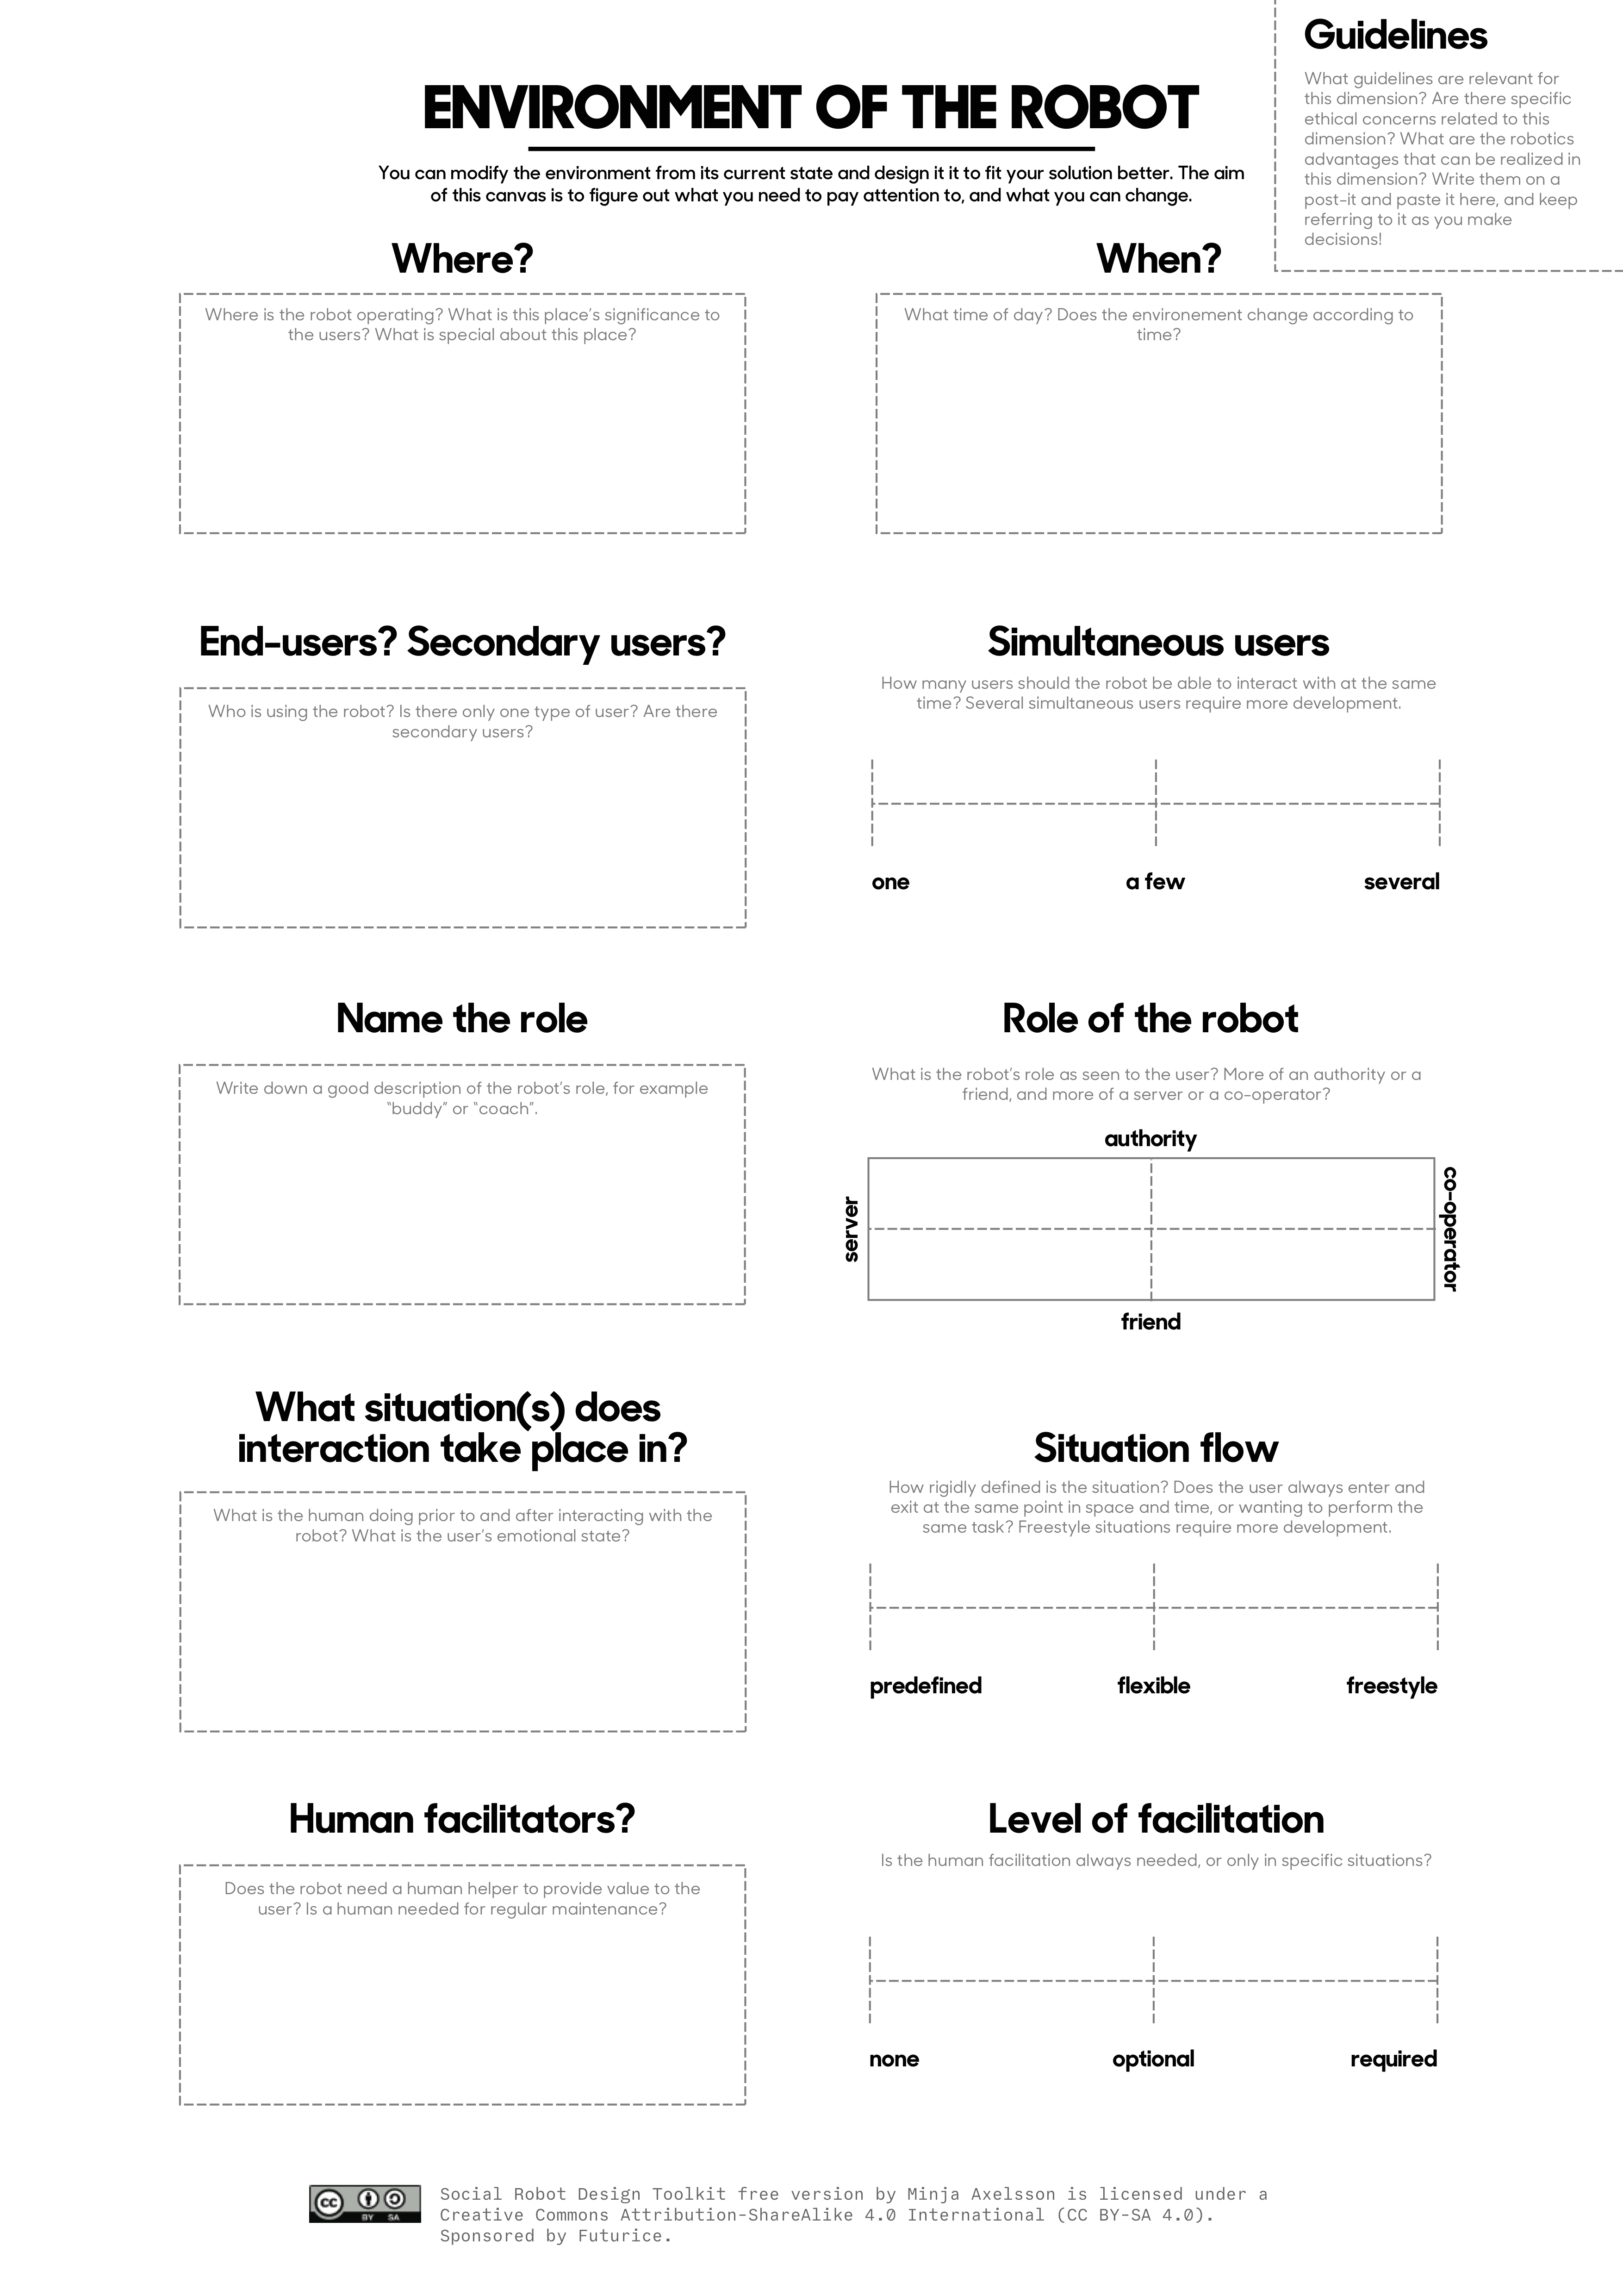 Guidelines
What guidelines are relevant for
this dimension? Are there specific
ethical concerns related to this
dimension? What are the robotics
advantages that can be realized in
this dimension? Write them on a
post-it and paste it here, and keep
referring to it as you make
decisions!
ENVIRONMENT OF THE ROBOT
You can modify the environment from its current state and design it it to fit your solution better. The aim
of this canvas is to figure out what you need to pay attention to, and what you can change.
Where?
Where is the robot operating? What is this place's significance to
the users? What is special about this place?
When?
What time of day? Does the environement change according to
time?
End-users? Secondary users?
Who is using the robot? Is there only one type of user? Are there
secondary users?
Simultaneous users
How many users should the robot be able to interact with at the same
time? Several simultaneous users require more development.
one
a few
several
Name the role
Write down a good description of the robot's role, for example
"buddy" or "coach".
Role of the robot
What is the robot's role as seen to the user? More of an authority or a
friend, and more of a server or a co-operator?
authority
server
co-operator
friend
What situation(s) does
interaction take place in?
What is the human doing prior to and after interacting with the
robot? What is the user's emotional state?
Situation flow
How rigidly defined is the situation? Does the user always enter and
exit at the same point in space and time, or wanting to perform the
same task? Freestyle situations require more development.
predefined
flexible
freestyle
Human facilitators?
Does the robot need a human helper to provide value to the
user? Is a human needed for regular maintenance?
Level of facilitation
Is the human facilitation always needed, or only in specific situations?
none
optional
required
cc
BY SA
Social Robot Design Toolkit free version by Minja Axelsson is licensed under a
Creative Commons Attribution-ShareAlike 4.0 International (CC BY-SA 4.0).
Sponsored by Futurice.